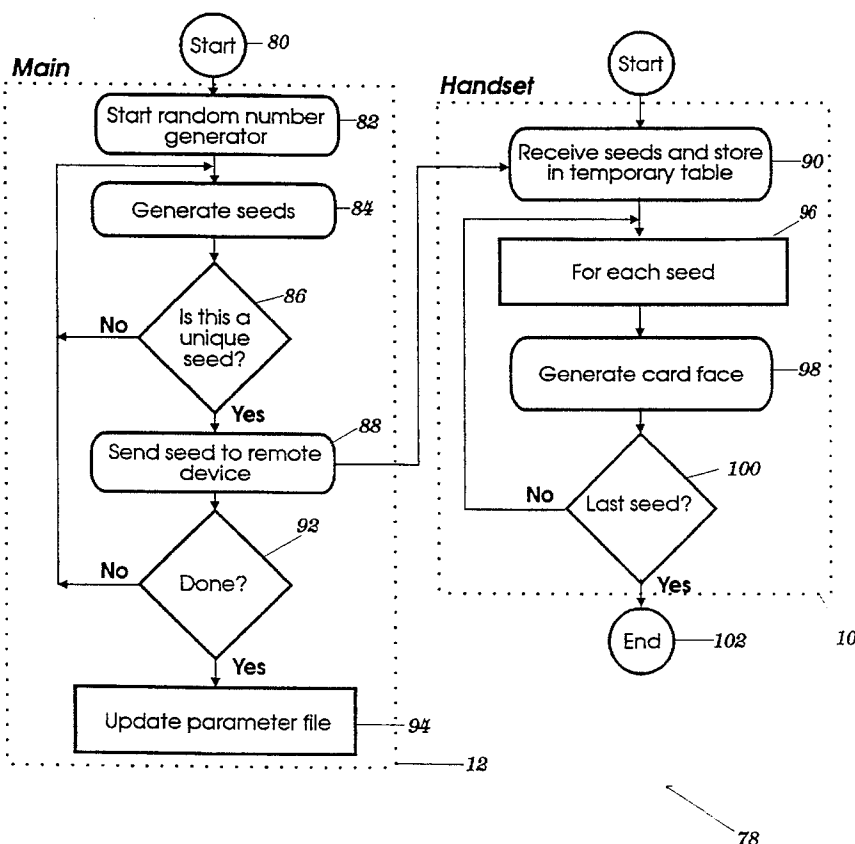 Main
Start
80
Start random number
generator
82
Generate seeds
84
86
Is this a
unique
seed?
No
Yes
88
Send seed to remote
device
92
No
Done?
Yes
Update parameter file
94
12
Handset
Start
Receive seeds and store
in temporary table
90
96
For each seed
Generate card face
98
100
No
Last seed?
Yes
End
102
10
78